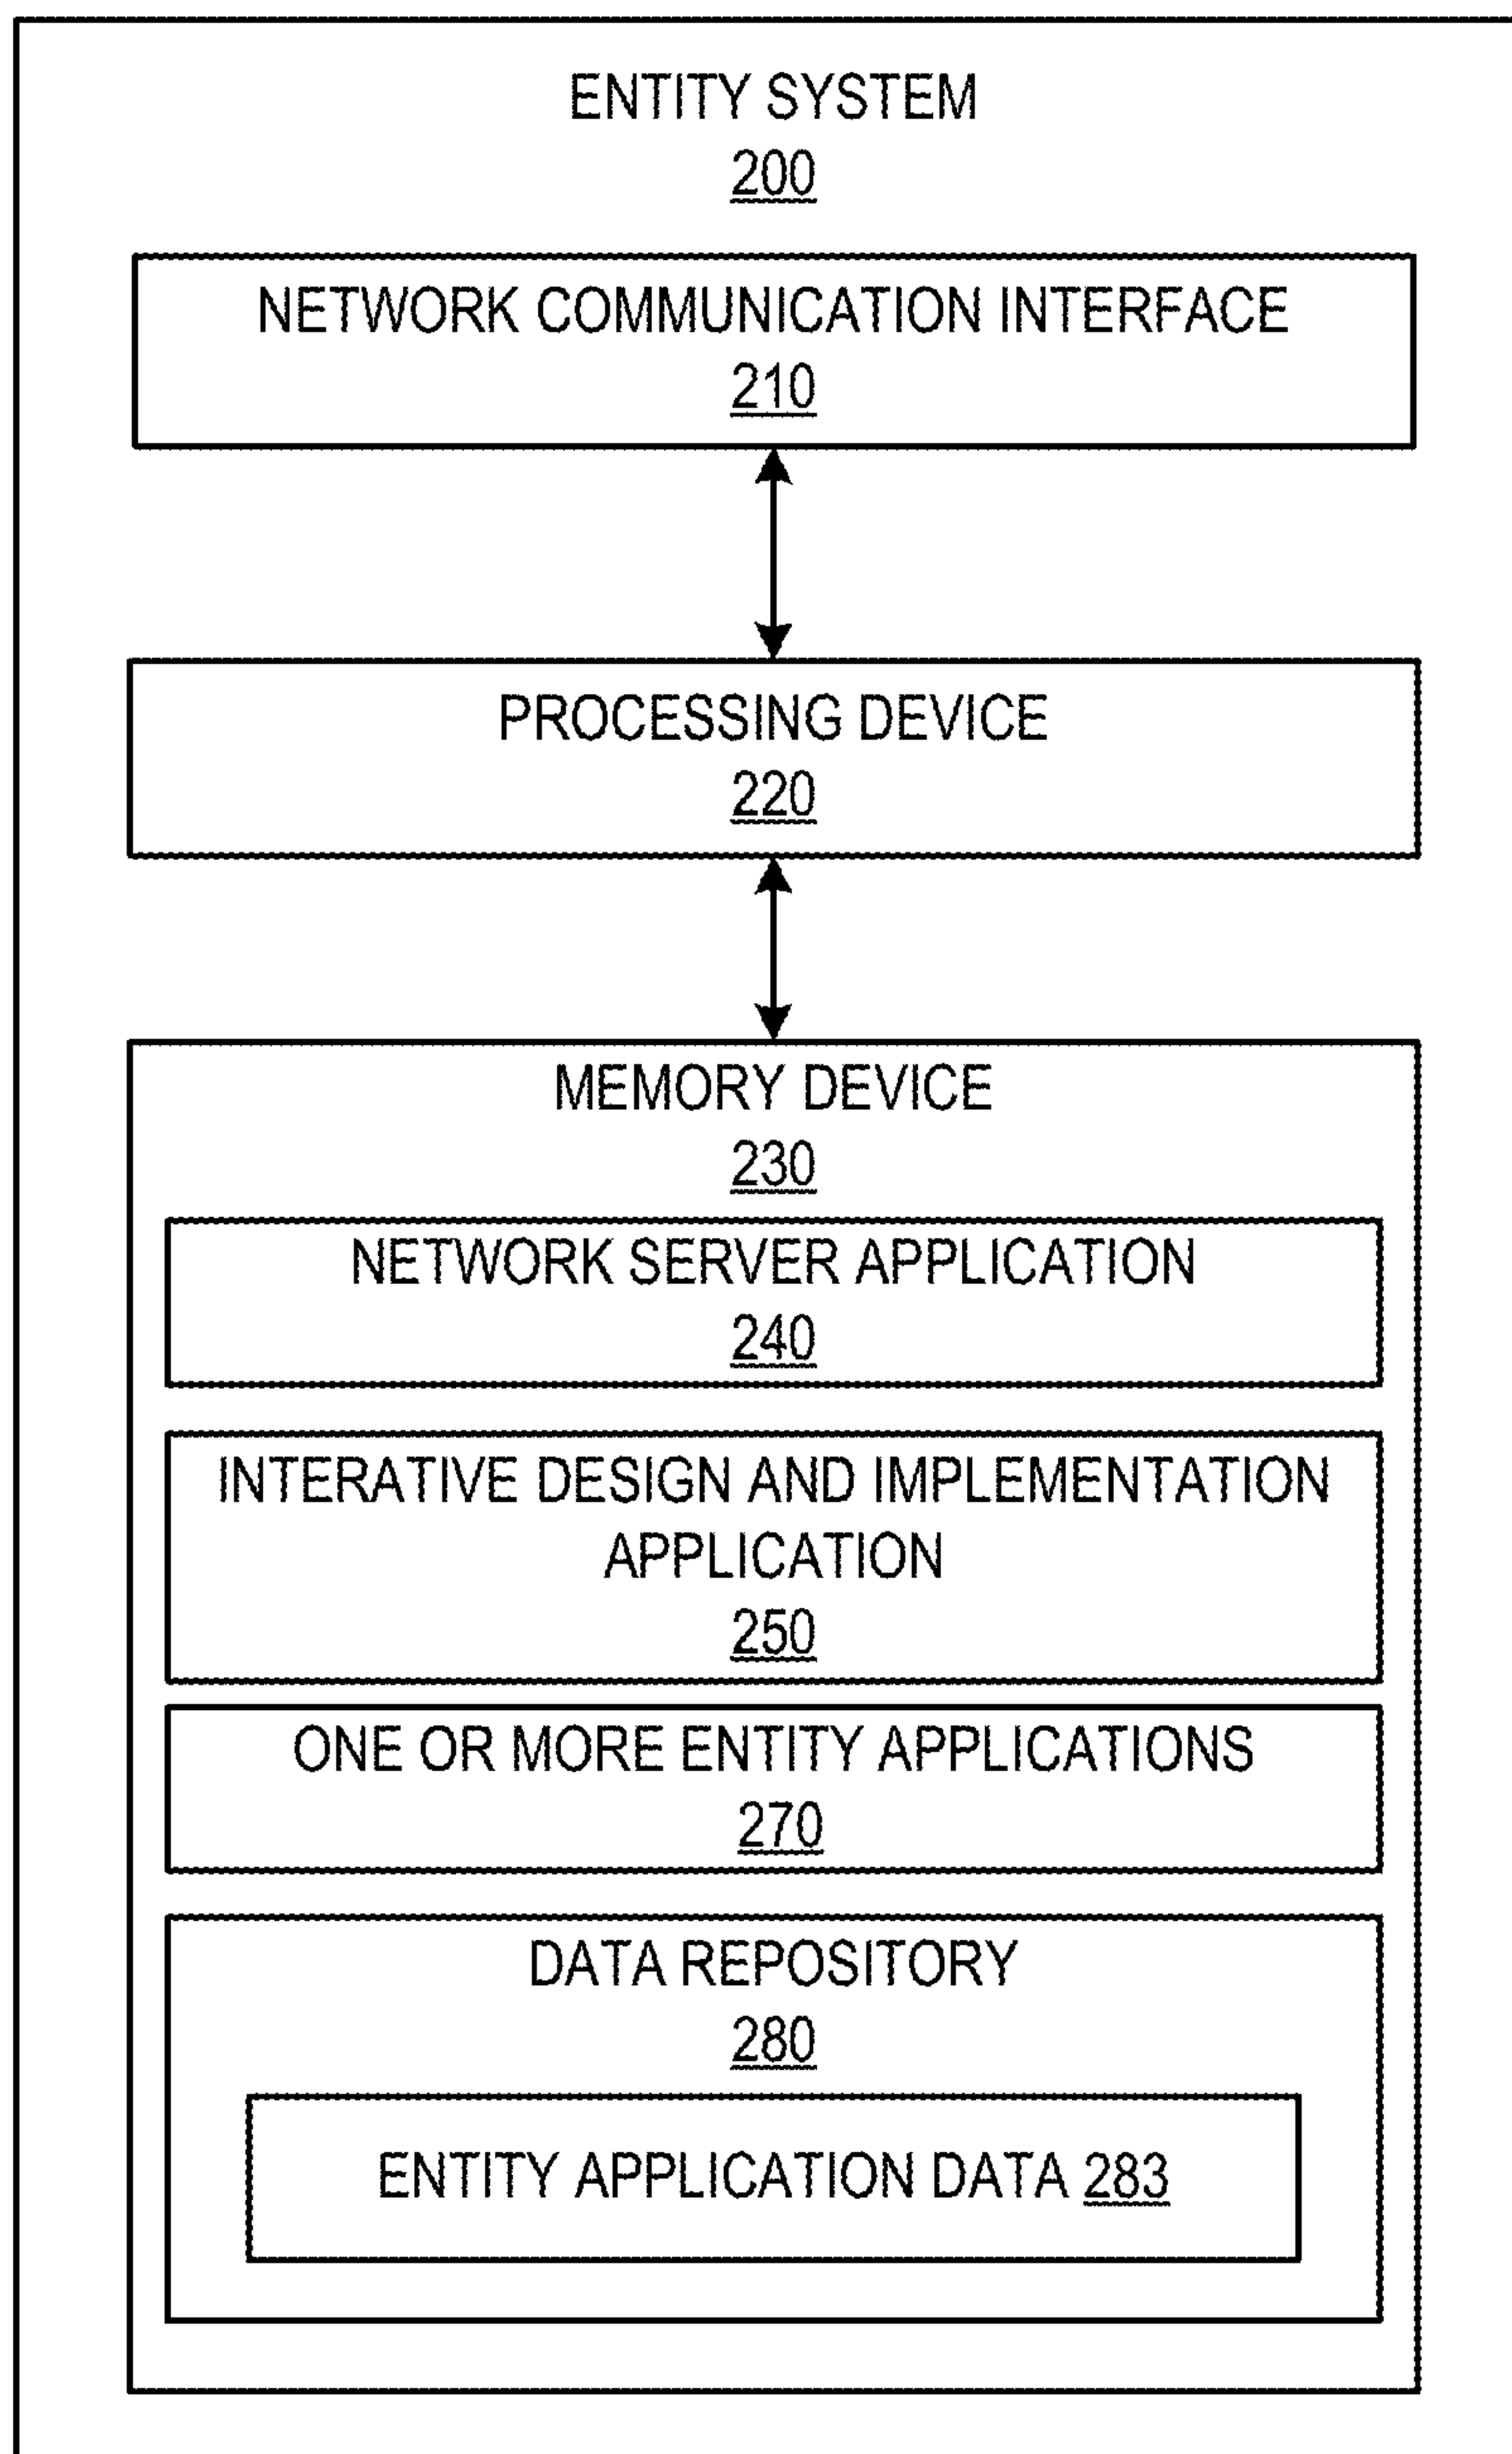 ENTITY SYSTEM
200
NETWORK COMMUNICATION INTERFACE
210
PROCESSING DEVICE
220
MEMORY DEVICE
230
NETWORK SERVER APPLICATION
240
INTERATIVE DESIGN AND IMPLEMENTATION
APPLICATION
250
ONE OR MORE ENTITY APPLICATIONS
270
DATA REPOSITORY
280
ENTITY APPLICATION DATA 283